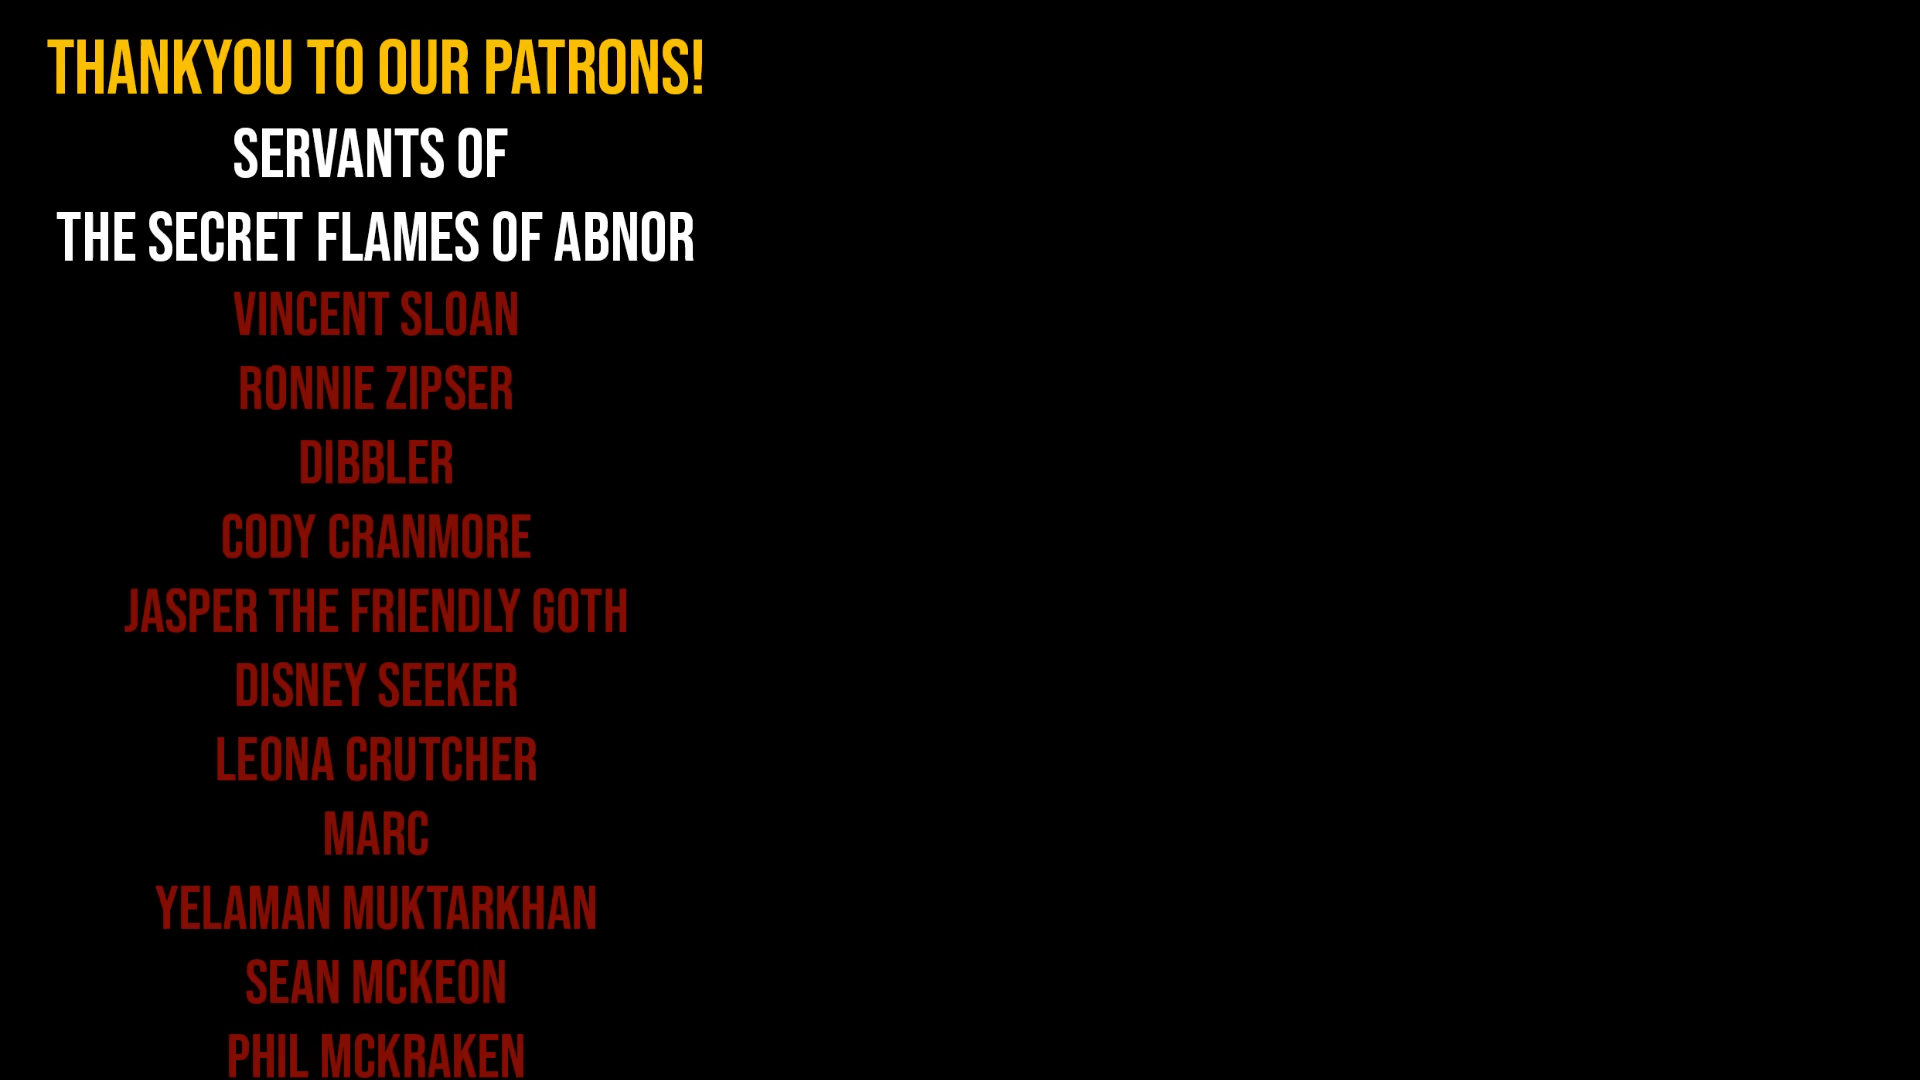 THANKYOU TO OUR PATRONS!
SERVANTS OF
THE SECRET FLAMES OF ABNOR
VINCENT SLOAN
RONNIE ZIPSER
DIBBLER
CODY CRANMORE
JASPER THE FRIENDLY GOTH
DISNEY SEEKER
LEONA CRUTCHER
MARC
YELAMAN MUKTARKHAN
SEAN MCKEON
PHIL MCKRAKEN